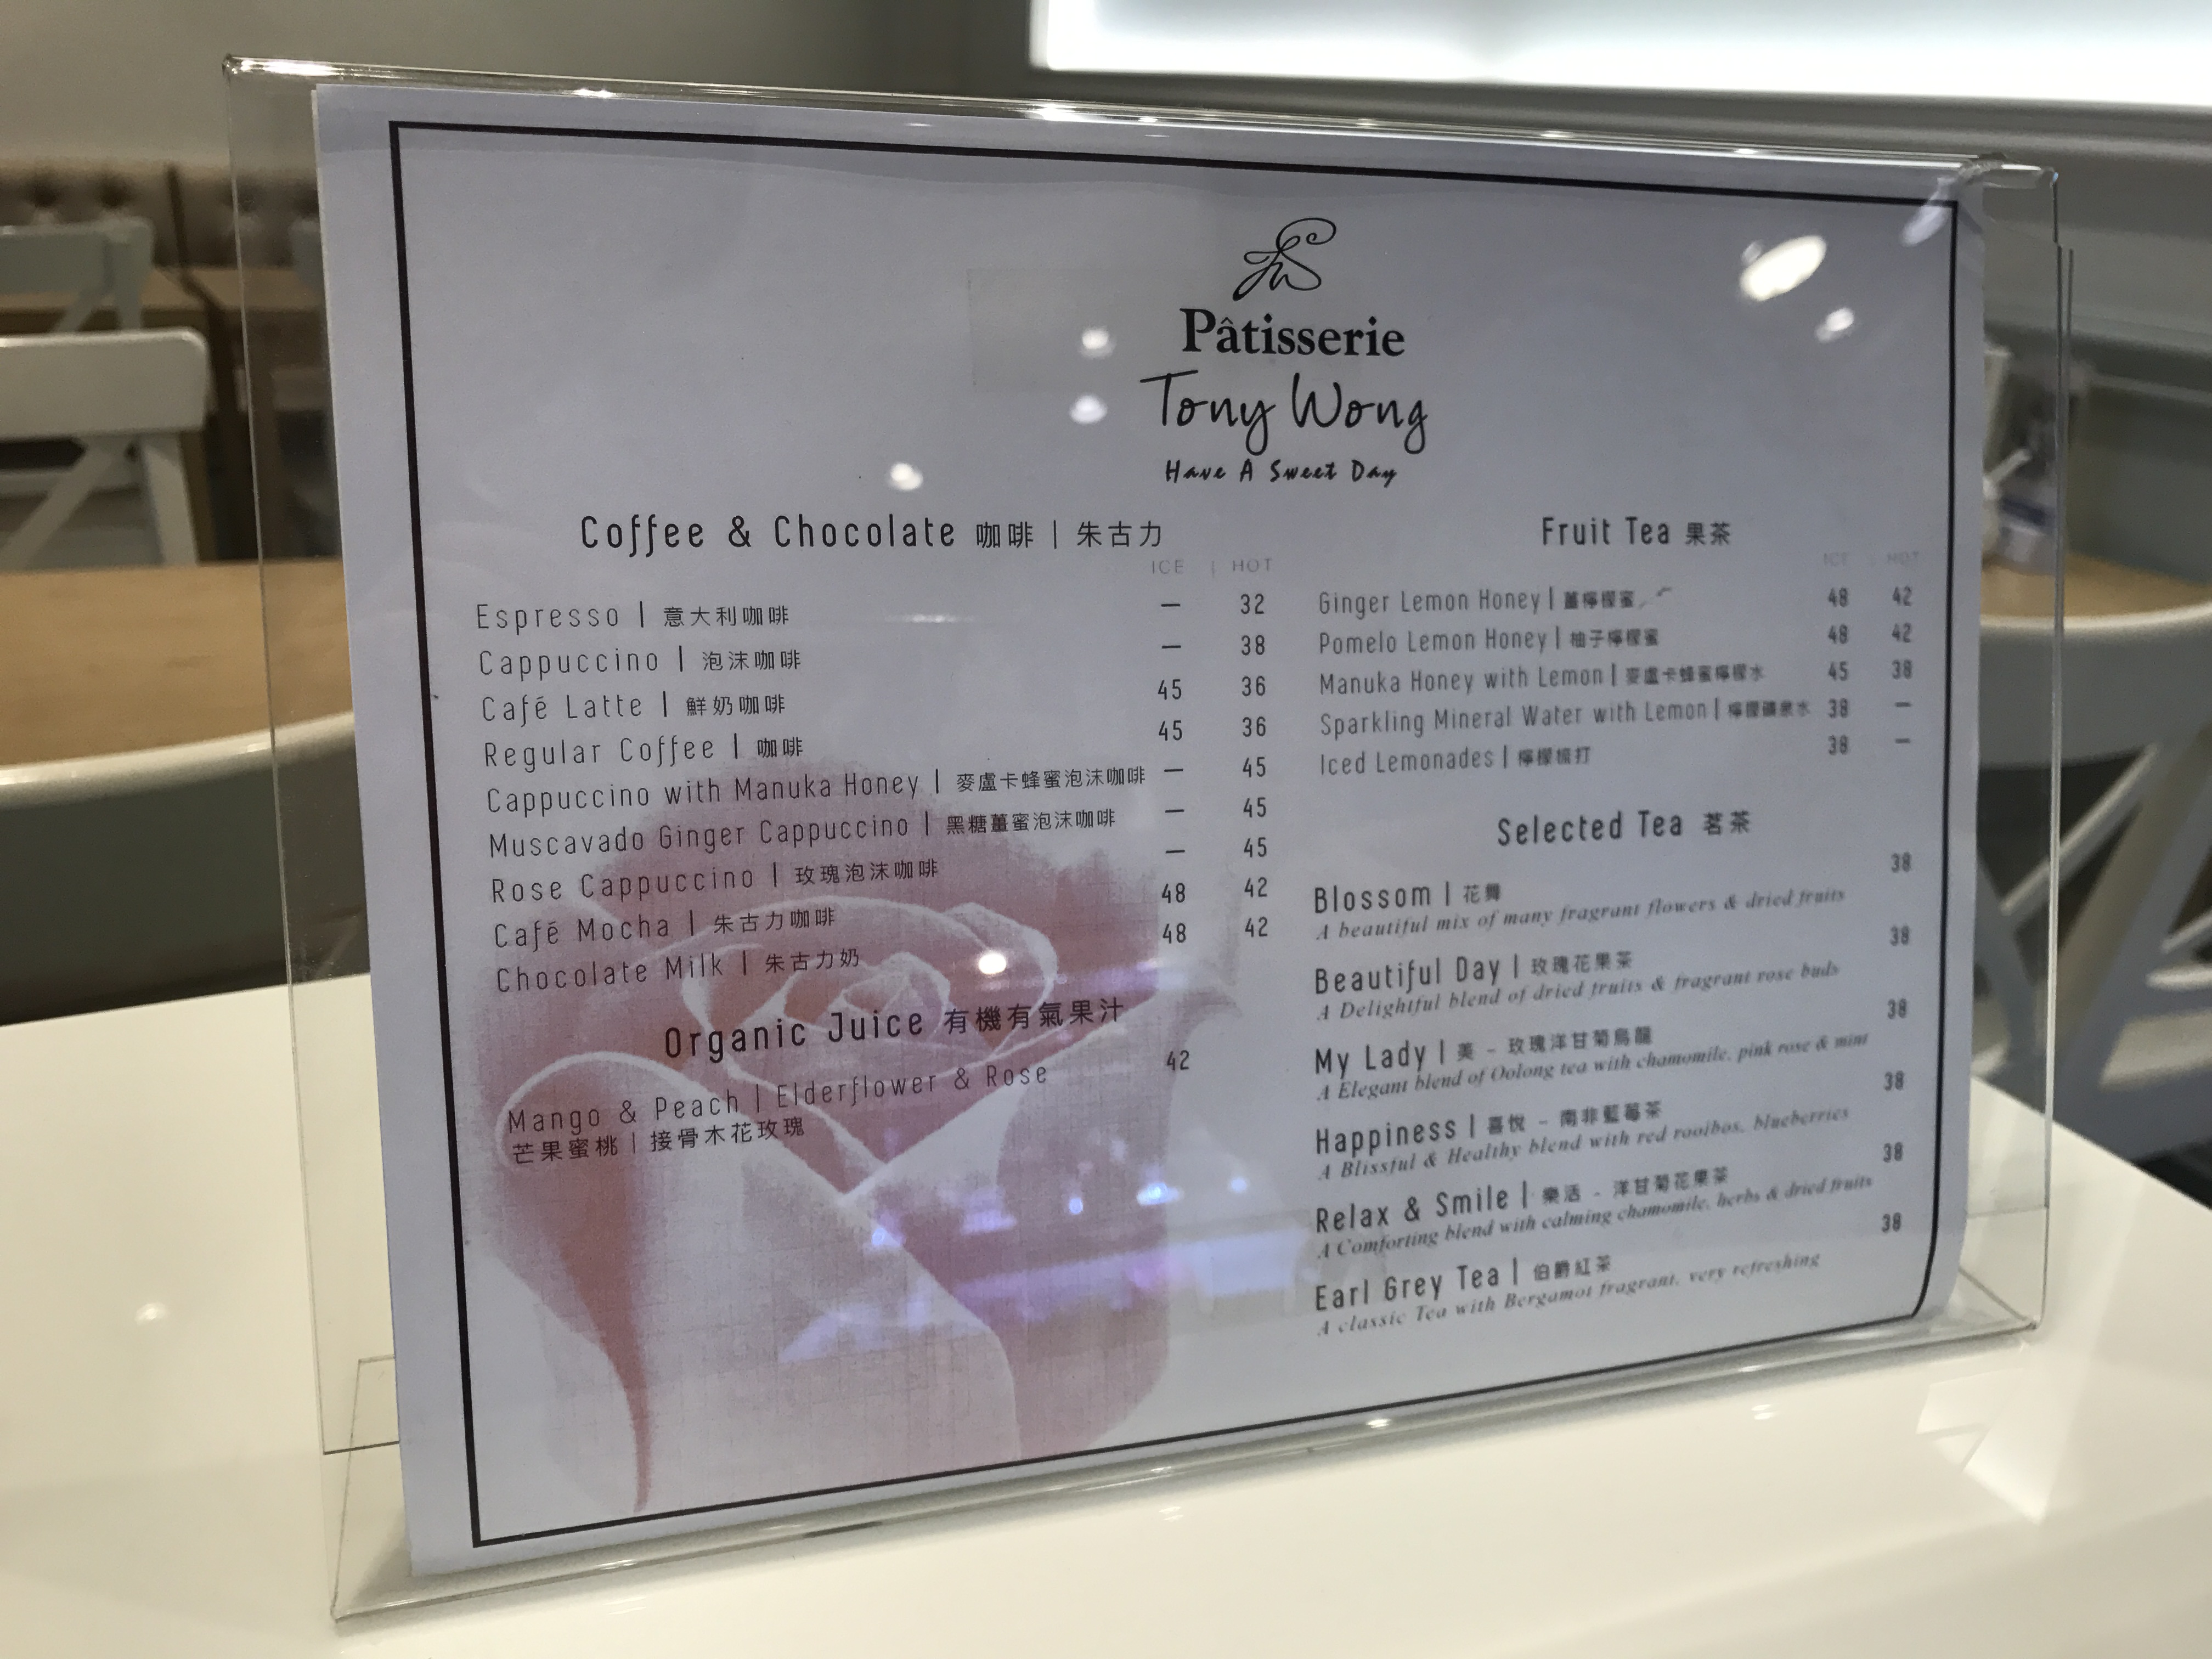 Pâtisserie
Tony Wong
Have A Sweet Day
Coffee & Chocolate 咖啡 | 朱古力
ICE | HOT
Espresso | 意大利咖啡 — 32
Cappuccino | 泡沫咖啡 — 38
Café Latte | 鮮奶咖啡 45 36
Regular Coffee | 咖啡 45 36
Cappuccino with Manuka Honey | 麥盧卡蜂蜜泡沫咖啡 — 45
Muscavado Ginger Cappuccino | 黑糖薑蜜泡沫咖啡 — 45
Rose Cappuccino | 玫瑰泡沫咖啡 — 45
Café Mocha | 朱古力咖啡 48 42
Chocolate Milk | 朱古力奶 48 42
Organic Juice 有機有氣果汁
42
Mango & Peach | Elderflower & Rose
芒果蜜桃 | 接骨木花玫瑰
Fruit Tea 果茶
ICE | HOT
Ginger Lemon Honey | 薑檸檬蜜 48 42
Pomelo Lemon Honey | 柚子檸檬蜜 48 42
Manuka Honey with Lemon | 麥盧卡蜂蜜檸檬水 45 38
Sparkling Mineral Water with Lemon | 檸檬礦泉水 38 —
Iced Lemonades | 檸檬梳打 38 —
Selected Tea 茗茶
Blossom | 花舞 38
A beautiful mix of many fragrant flowers & dried fruits
Beautiful Day | 玫瑰花果茶 38
A Delightful blend of dried fruits & fragrant rose buds
My Lady | 美 - 玫瑰洋甘菊烏龍 38
A Elegant blend of Oolong tea with chamomile, pink rose & mint
Happiness | 喜悅 - 南非藍莓茶 38
A Blissful & Healthy blend with red rooibos, blueberries
Relax & Smile | 樂活 - 洋甘菊花果茶 38
A Comforting blend with calming chamomile, herbs & dried fruits
Earl Grey Tea | 伯爵紅茶 38
A classic Tea with Bergamot fragrant, very refreshing